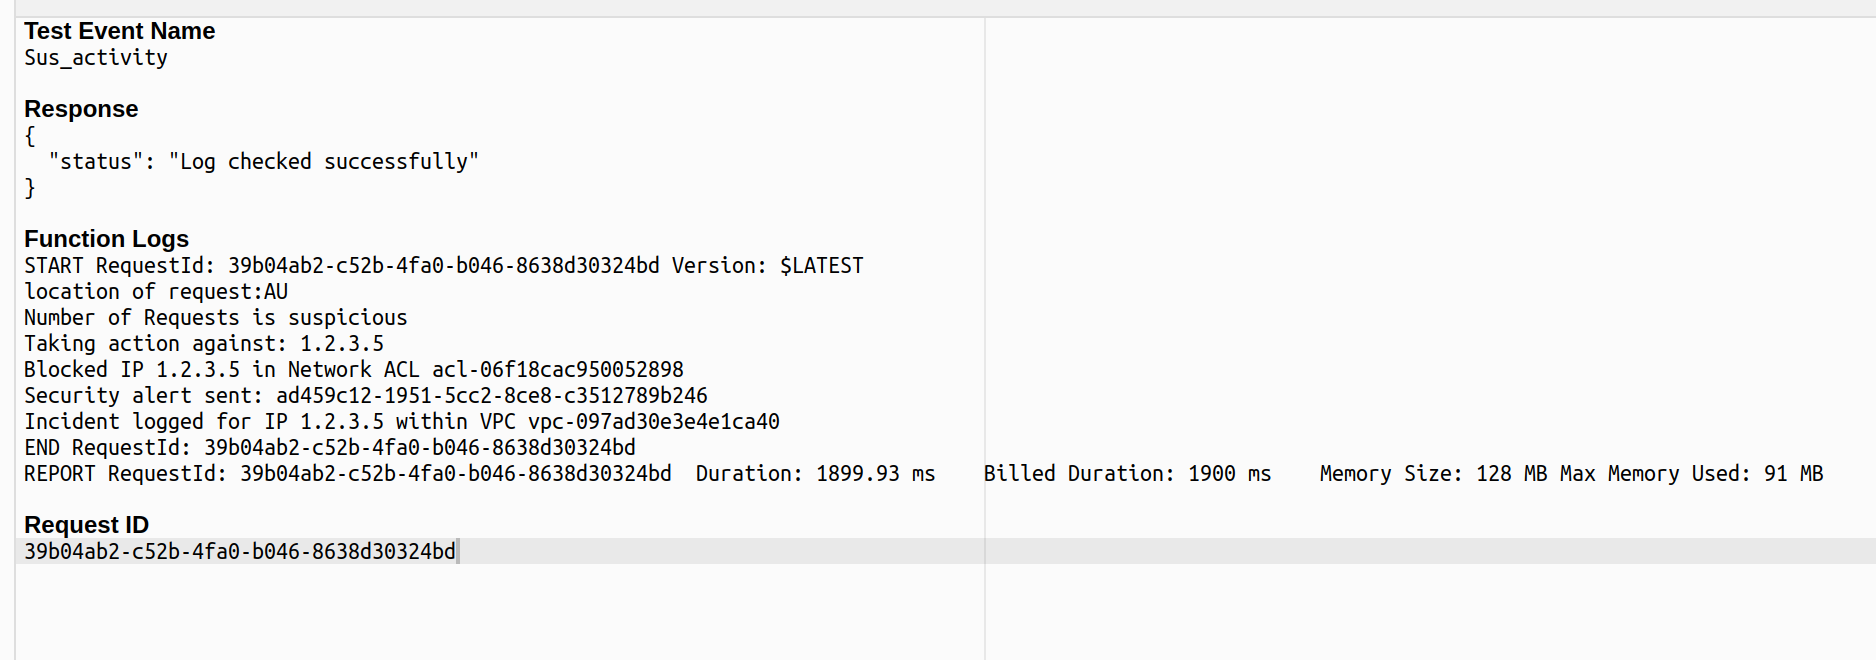 Test Event Name
Sus_activity
Response
{
  "status": "Log checked successfully"
}
Function Logs
START RequestId: 39b04ab2-c52b-4fa0-b046-8638d30324bd Version: $LATEST
location of request:AU
Number of Requests is suspicious
Taking action against: 1.2.3.5
Blocked IP 1.2.3.5 in Network ACL acl-06f18cac950052898
Security alert sent: ad459c12-1951-5cc2-8ce8-c3512789b246
Incident logged for IP 1.2.3.5 within VPC vpc-097ad30e3e4e1ca40
END RequestId: 39b04ab2-c52b-4fa0-b046-8638d30324bd
REPORT RequestId: 39b04ab2-c52b-4fa0-b046-8638d30324bd  Duration: 1899.93 ms    Billed Duration: 1900 ms    Memory Size: 128 MB Max Memory Used: 91 MB
Request ID
39b04ab2-c52b-4fa0-b046-8638d30324bd